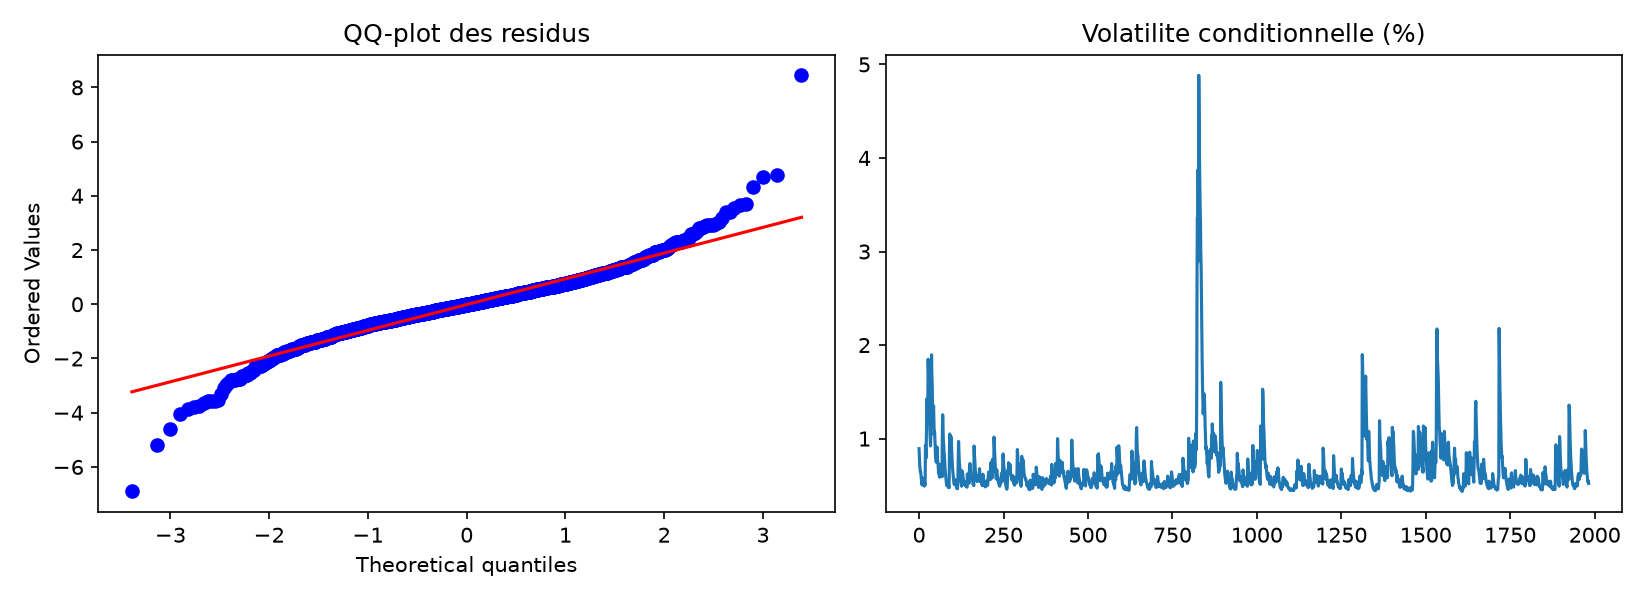 QQ-plot des residus
8
6
4
2
0
−2
−4
−6
Ordered Values
−3 −2 −1 0 1 2 3
Theoretical quantiles
Volatilite conditionnelle (%)
5
4
3
2
1
0 250 500 750 1000 1250 1500 1750 2000